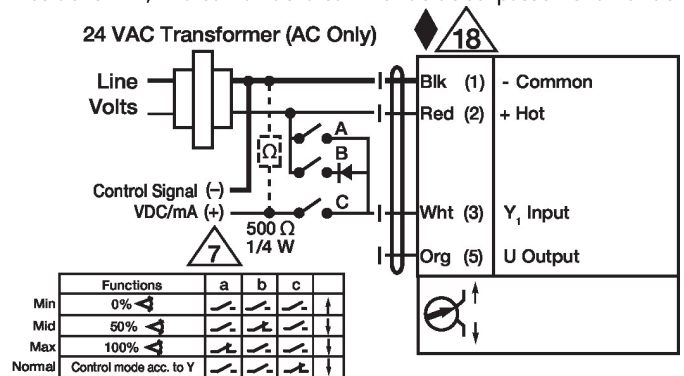 24 VAC Transformer (AC Only)
18
Line
Volts
Blk (1) - Common
Red (2) + Hot
A
B
C
Ω
Control Signal (−)
VDC/mA (+)
500 Ω
1/4 W
7
Wht (3) Y1 Input
Org (5) U Output
Functions a b c
Min 0%
Mid 50%
Max 100%
Normal Control mode acc. to Y